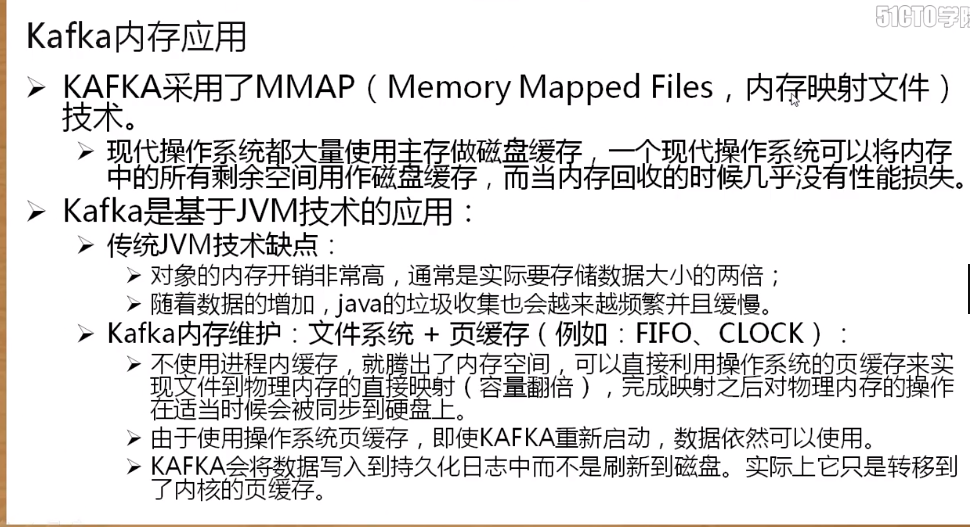 51CTO学院
Kafka内存应用
➢ KAFKA采用了MMAP（Memory Mapped Files，内存映射文件）
技术。
➢ 现代操作系统都大量使用主存做磁盘缓存，一个现代操作系统可以将内存
中的所有剩余空间用作磁盘缓存，而当内存回收的时候几乎没有性能损失。
➢ Kafka是基于JVM技术的应用：
➢ 传统JVM技术缺点：
➢ 对象的内存开销非常高，通常是实际要存储数据大小的两倍；
➢ 随着数据的增加，java的垃圾收集也会越来越频繁并且缓慢。
➢ Kafka内存维护：文件系统 + 页缓存（例如：FIFO、CLOCK）：
➢ 不使用进程内缓存，就腾出了内存空间，可以直接利用操作系统的页缓存来实
现文件到物理内存的直接映射（容量翻倍），完成映射之后对物理内存的操作
在适当时候会被同步到硬盘上。
➢ 由于使用操作系统页缓存，即使KAFKA重新启动，数据依然可以使用。
➢ KAFKA会将数据写入到持久化日志中而不是刷新到磁盘。实际上它只是转移到
了内核的页缓存。